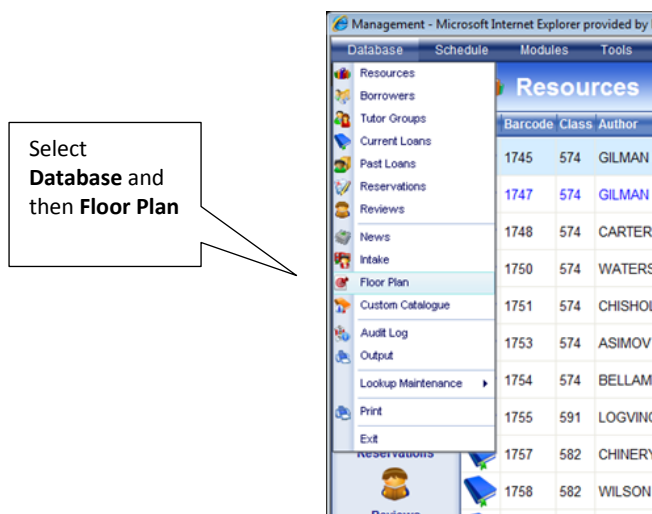 Management - Microsoft Internet Explorer provided by
Database Schedule Modules Tools
Resources
Borrowers
Tutor Groups
Current Loans
Past Loans
Reservations
Reviews
News
Intake
Floor Plan
Custom Catalogue
Audit Log
Output
Lookup Maintenance
Print
Exit
Reservations
Reviews
Resources
Barcode Class Author
1745 574 GILMAN
1747 574 GILMAN
1748 574 CARTER
1750 574 WATERS
1751 574 CHISHOL
1753 574 ASIMOV
1754 574 BELLAM
1755 591 LOGVINO
1757 582 CHINERY
1758 582 WILSON
Select
Database and
then Floor Plan